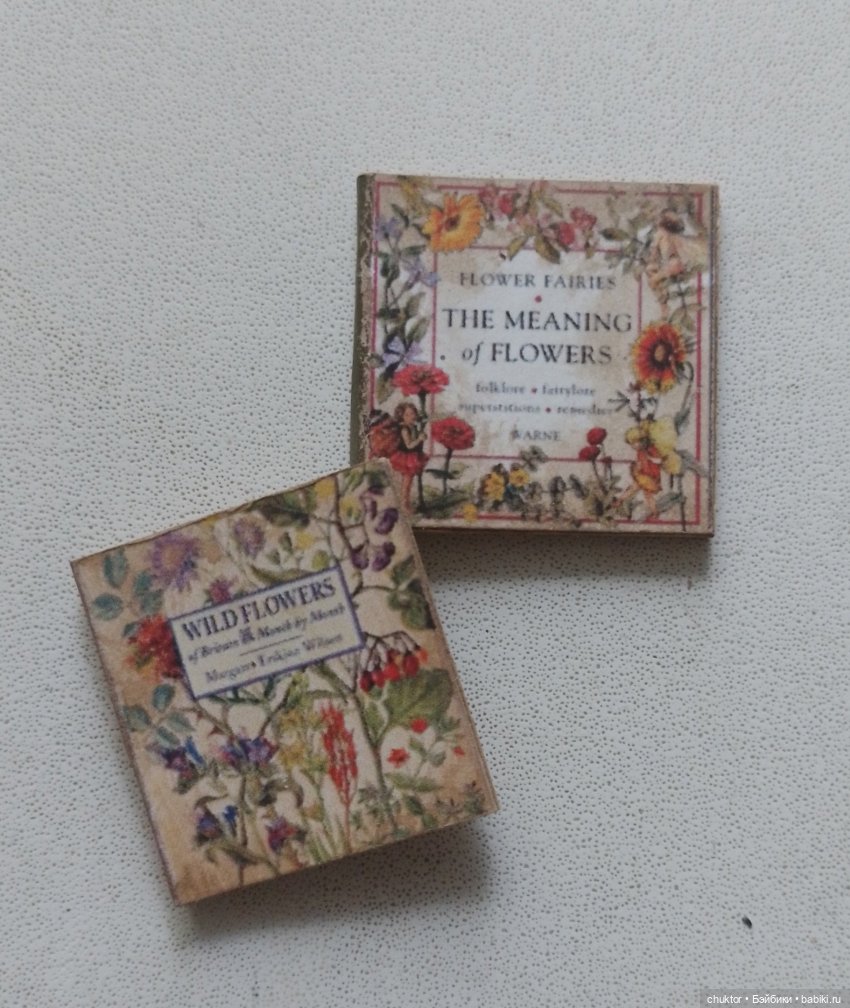 FLOWER FAIRIES
THE MEANING
of FLOWERS
folklore • fairylore
superstitions • remedies
WARNE
WILD FLOWERS
of Britain Month by Month
Margaret Erskine Wilson
chuktor • Бэйбики • babiki.ru